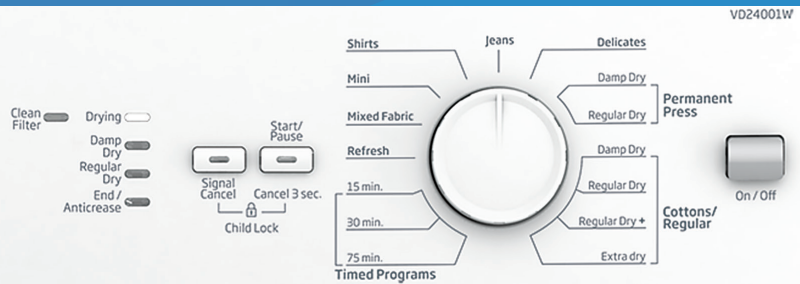 VD24001W
Clean
Filter
Drying
Damp
Dry
Regular
Dry
End /
Anticrease
Start/
Pause
Signal
Cancel
Cancel 3 sec.
Child Lock
Shirts
Mini
Mixed Fabric
Refresh
15 min.
30 min.
75 min.
Timed Programs
Jeans
Delicates
Damp Dry
Regular Dry
Permanent
Press
Damp Dry
Regular Dry
Regular Dry +
Extra dry
Cottons/
Regular
On / Off